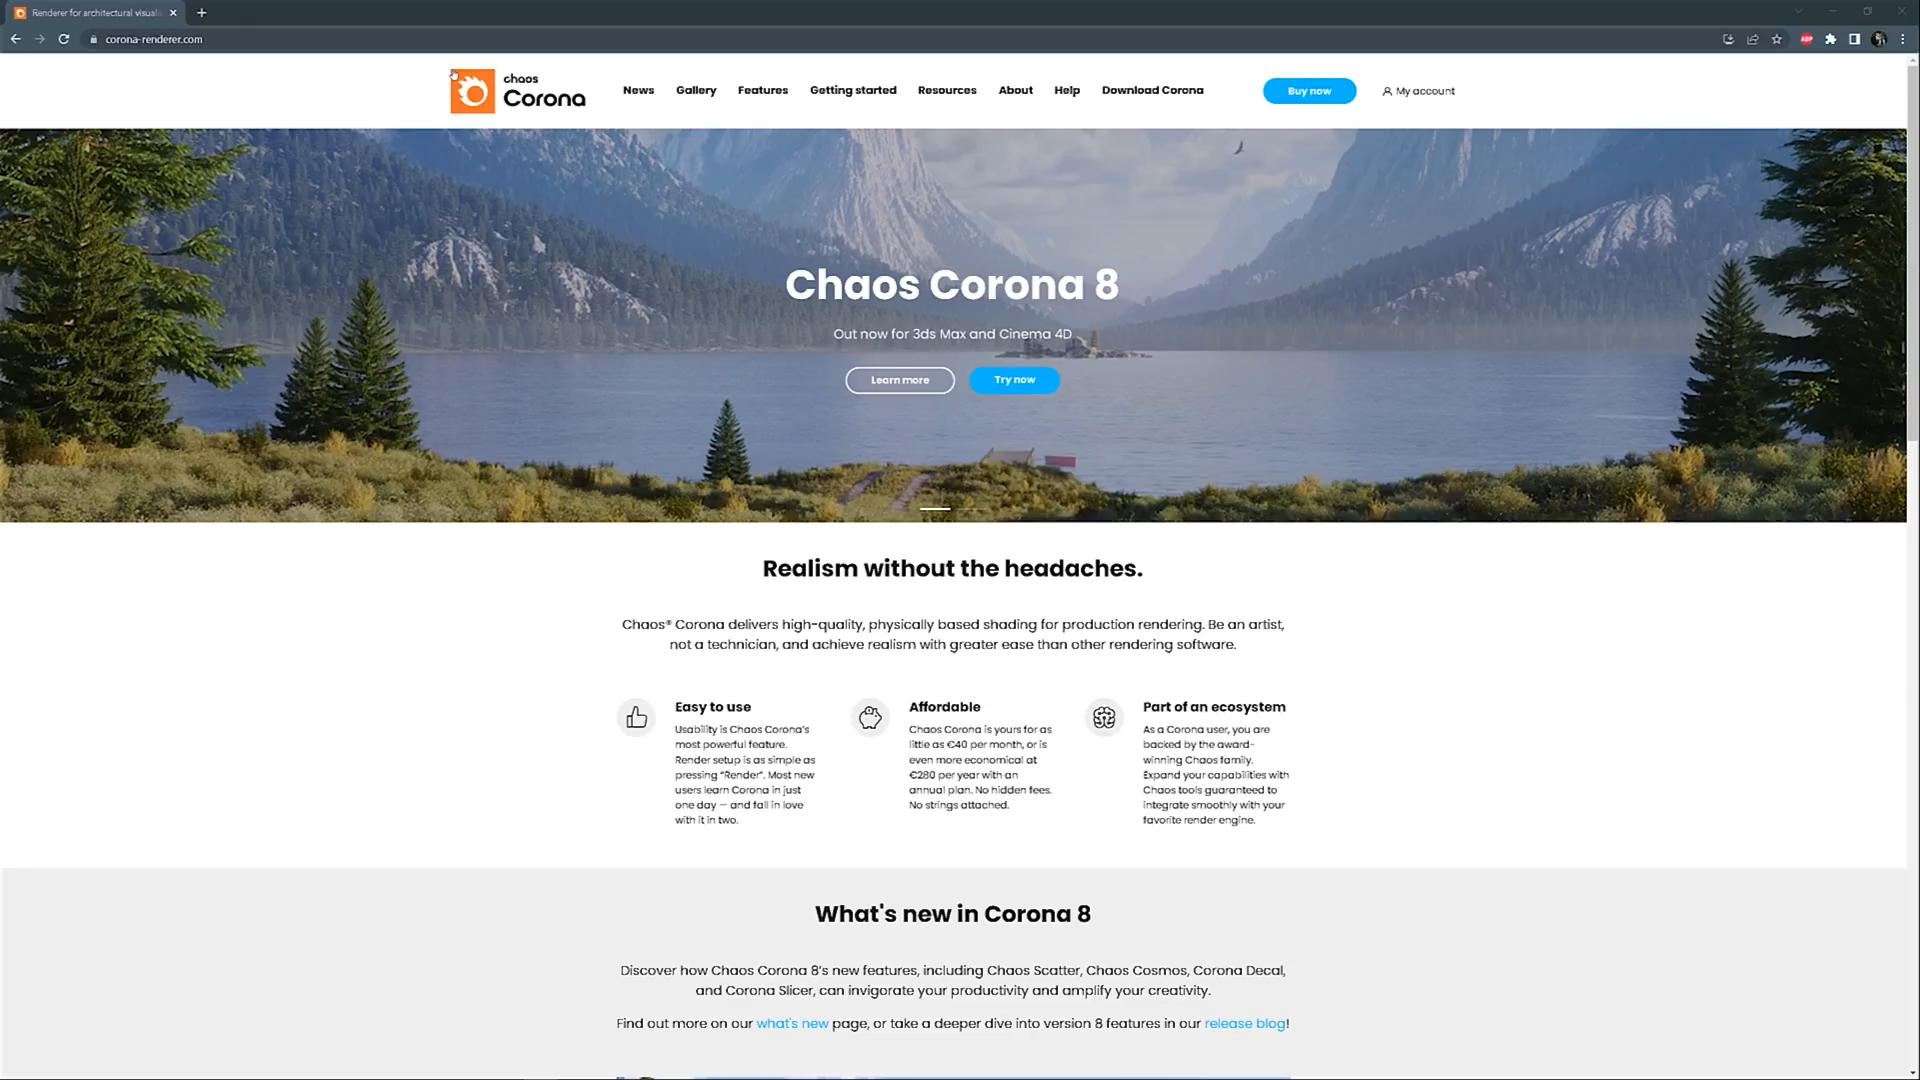 Renderer for architectural visuali
corona-renderer.com
ABP
chaos
Corona
News
Gallery
Features
Getting started
Resources
About
Help
Download Corona
Buy now
My account
Chaos Corona 8
Out now for 3ds Max and Cinema 4D
Learn more
Try now
Realism without the headaches.
Chaos® Corona delivers high-quality, physically based shading for production rendering. Be an artist,
not a technician, and achieve realism with greater ease than other rendering software.
Easy to use
Usability is Chaos Corona's
most powerful feature.
Render setup is as simple as
pressing "Render". Most new
users learn Corona in just
one day — and fall in love
with it in two.
Affordable
Chaos Corona is yours for as
little as €40 per month, or is
even more economical at
€280 per year with an
annual plan. No hidden fees.
No strings attached.
Part of an ecosystem
As a Corona user, you are
backed by the award-
winning Chaos family.
Expand your capabilities with
Chaos tools guaranteed to
integrate smoothly with your
favorite render engine.
What's new in Corona 8
Discover how Chaos Corona 8's new features, including Chaos Scatter, Chaos Cosmos, Corona Decal,
and Corona Slicer, can invigorate your productivity and amplify your creativity.
Find out more on our what's new page, or take a deeper dive into version 8 features in our release blog!